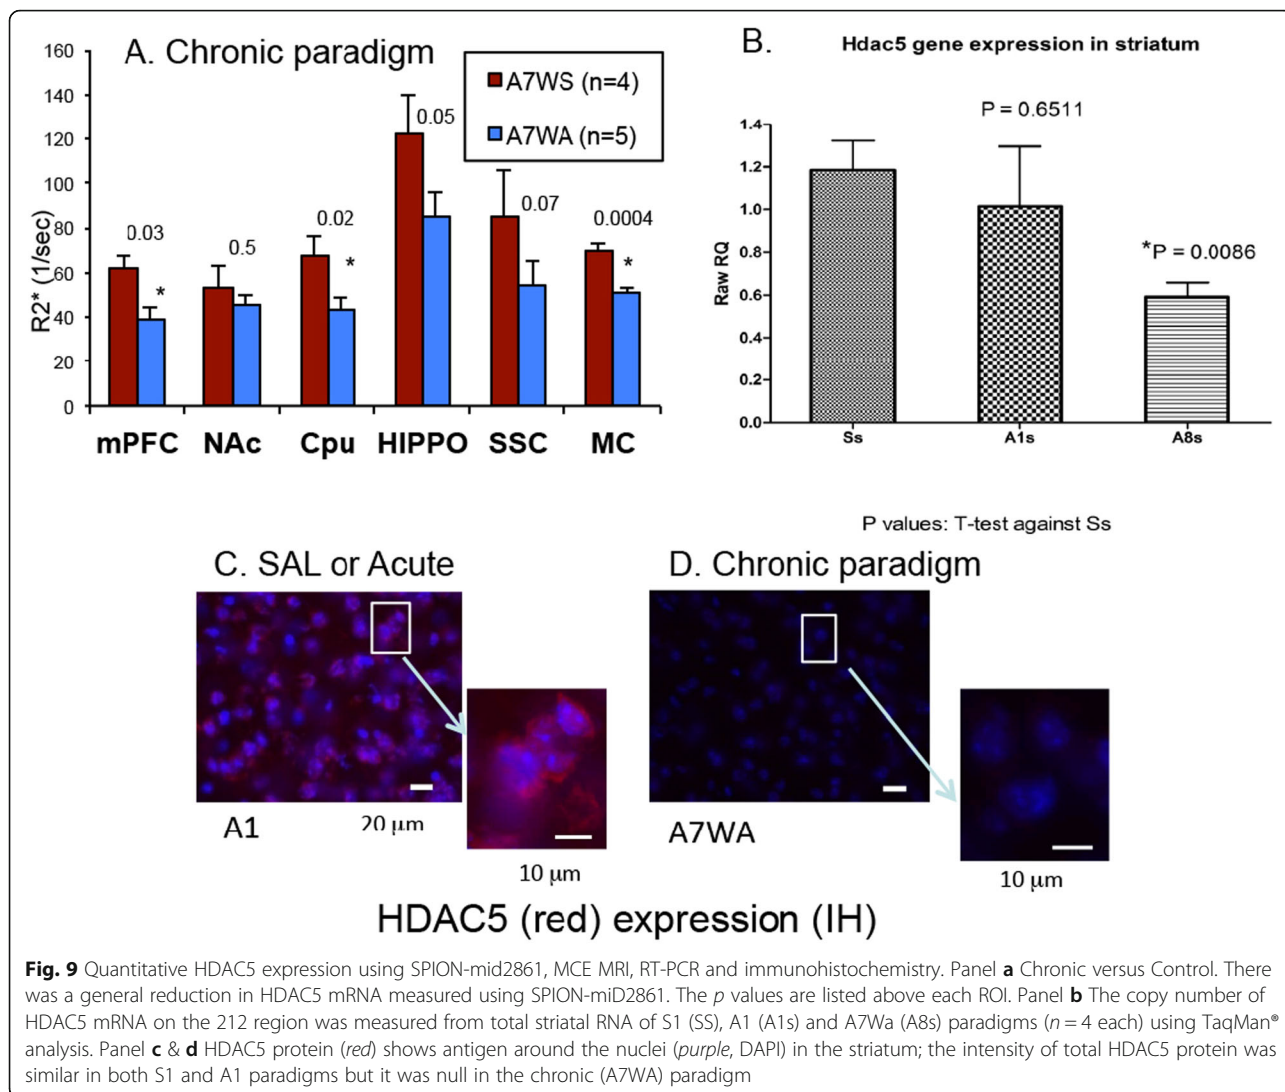 A. Chronic paradigm
160
140
120
100
80
60
40
20
0
R2* (1/sec)
A7WS (n=4)
A7WA (n=5)
0.03
*
0.5
0.02
*
0.05
0.07
0.0004
*
mPFC NAc Cpu HIPPO SSC MC
B. Hdac5 gene expression in striatum
P = 0.6511
*P = 0.0086
1.4
1.2
1.0
0.8
0.6
0.4
0.2
0.0
Raw RQ
Ss A1s A8s
P values: T-test against Ss
C. SAL or Acute
A1
20 μm
10 μm
D. Chronic paradigm
A7WA
10 μm
HDAC5 (red) expression (IH)
Fig. 9 Quantitative HDAC5 expression using SPION-mid2861, MCE MRI, RT-PCR and immunohistochemistry. Panel a Chronic versus Control. There
was a general reduction in HDAC5 mRNA measured using SPION-miD2861. The p values are listed above each ROI. Panel b The copy number of
HDAC5 mRNA on the 212 region was measured from total striatal RNA of S1 (SS), A1 (A1s) and A7Wa (A8s) paradigms (n = 4 each) using TaqMan®
analysis. Panel c & d HDAC5 protein (red) shows antigen around the nuclei (purple, DAPI) in the striatum; the intensity of total HDAC5 protein was
similar in both S1 and A1 paradigms but it was null in the chronic (A7WA) paradigm